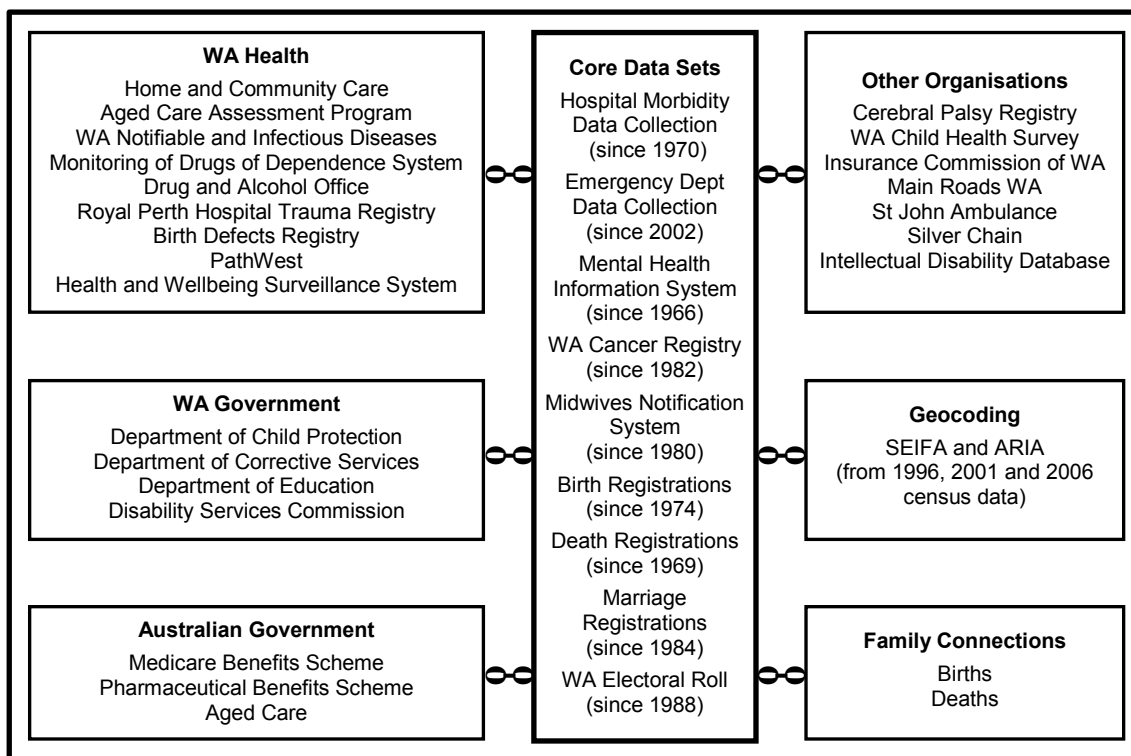 WA Health
Home and Community Care
Aged Care Assessment Program
WA Notifiable and Infectious Diseases
Monitoring of Drugs of Dependence System
Drug and Alcohol Office
Royal Perth Hospital Trauma Registry
Birth Defects Registry
PathWest
Health and Wellbeing Surveillance System
WA Government
Department of Child Protection
Department of Corrective Services
Department of Education
Disability Services Commission
Australian Government
Medicare Benefits Scheme
Pharmaceutical Benefits Scheme
Aged Care
Core Data Sets
Hospital Morbidity
Data Collection
(since 1970)
Emergency Dept
Data Collection
(since 2002)
Mental Health
Information System
(since 1966)
WA Cancer Registry
(since 1982)
Midwives Notification
System
(since 1980)
Birth Registrations
(since 1974)
Death Registrations
(since 1969)
Marriage
Registrations
(since 1984)
WA Electoral Roll
(since 1988)
Other Organisations
Cerebral Palsy Registry
WA Child Health Survey
Insurance Commission of WA
Main Roads WA
St John Ambulance
Silver Chain
Intellectual Disability Database
Geocoding
SEIFA and ARIA
(from 1996, 2001 and 2006
census data)
Family Connections
Births
Deaths